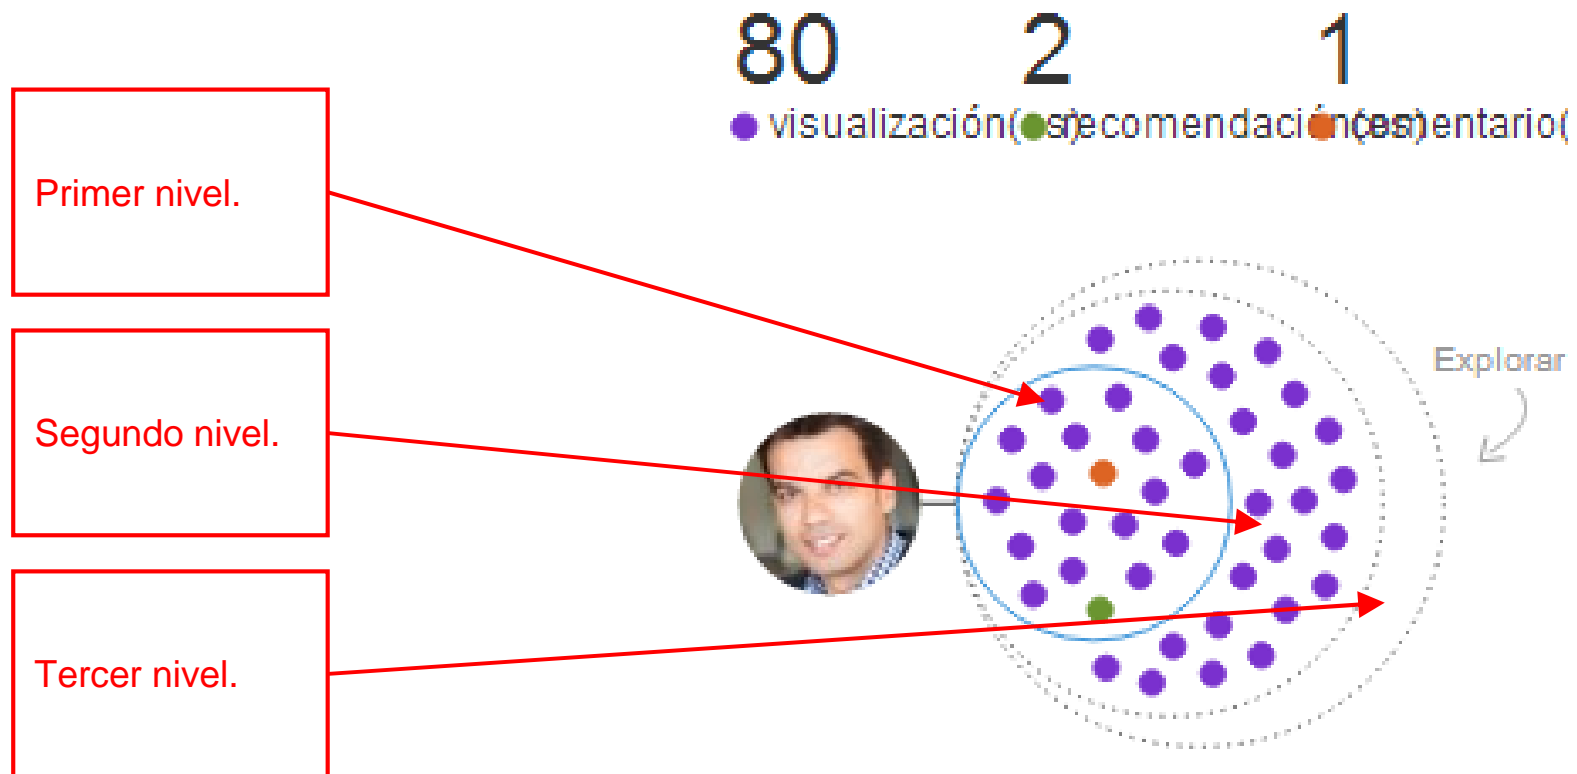 80 2 1
visualización(es) recomendación(es) comentario(
Primer nivel.
Explorar
Segundo nivel.
Tercer nivel.